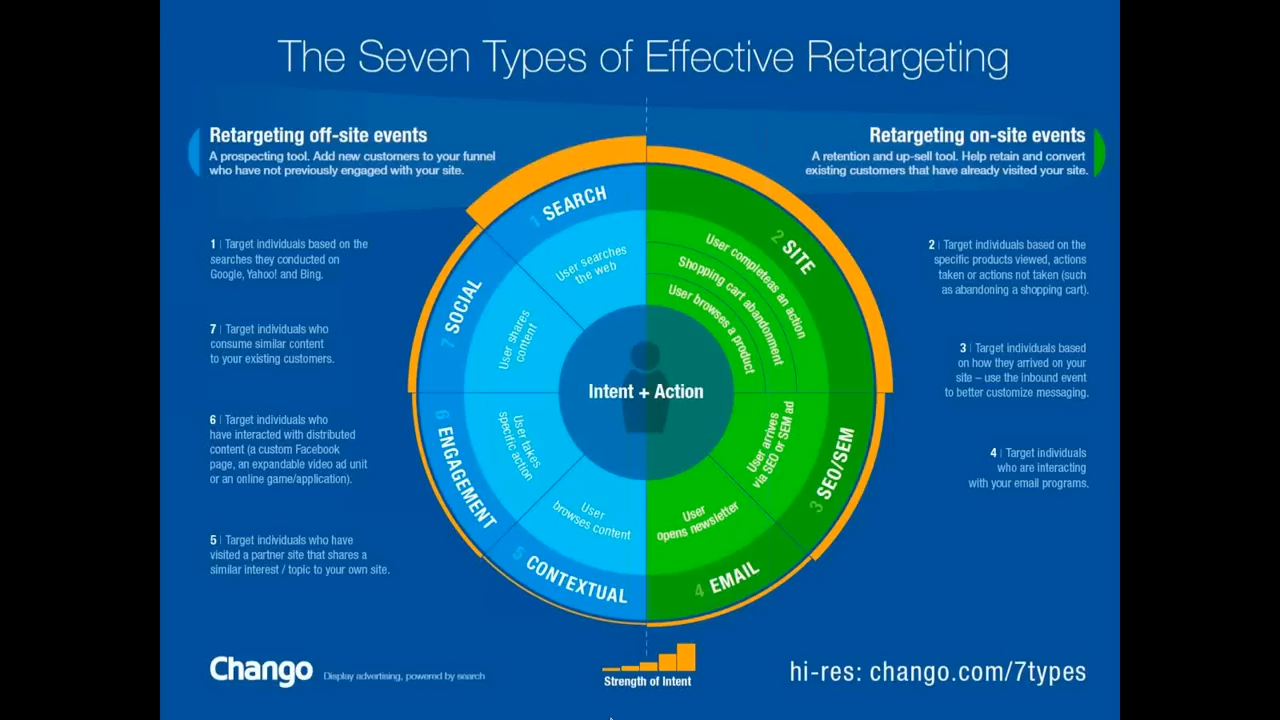 The Seven Types of Effective Retargeting
Retargeting off-site events
A prospecting tool. Add new customers to your funnel
who have not previously engaged with your site.
Retargeting on-site events
A retention and up-sell tool. Help retain and convert
existing customers that have already visited your site.
1 | Target individuals based on the
searches they conducted on
Google, Yahoo! and Bing.
7 | Target individuals who
consume similar content
to your existing customers.
6 | Target individuals who
have interacted with distributed
content (a custom Facebook
page, an expandable video ad unit
or an online game/application).
5 | Target individuals who have
visited a partner site that shares a
similar interest / topic to your own site.
1 SEARCH
User searches
the web
2 SITE
User completeas an action
Shopping cart abandonment
User browses a product
7 SOCIAL
User shares
content
Intent + Action
6 ENGAGEMENT
User takes
specific action
User arrives
via SEO or SEM ad
3 SEO/SEM
5 CONTEXTUAL
User
browses content
User
opens newsletter
4 EMAIL
2 | Target individuals based on the
specific products viewed, actions
taken or actions not taken (such
as abandoning a shopping cart).
3 | Target individuals based
on how they arrived on your
site – use the inbound event
to better customize messaging.
4 | Target individuals
who are interacting
with your email programs.
Chango
Display advertising, powered by search
Strength of Intent
hi-res: chango.com/7types